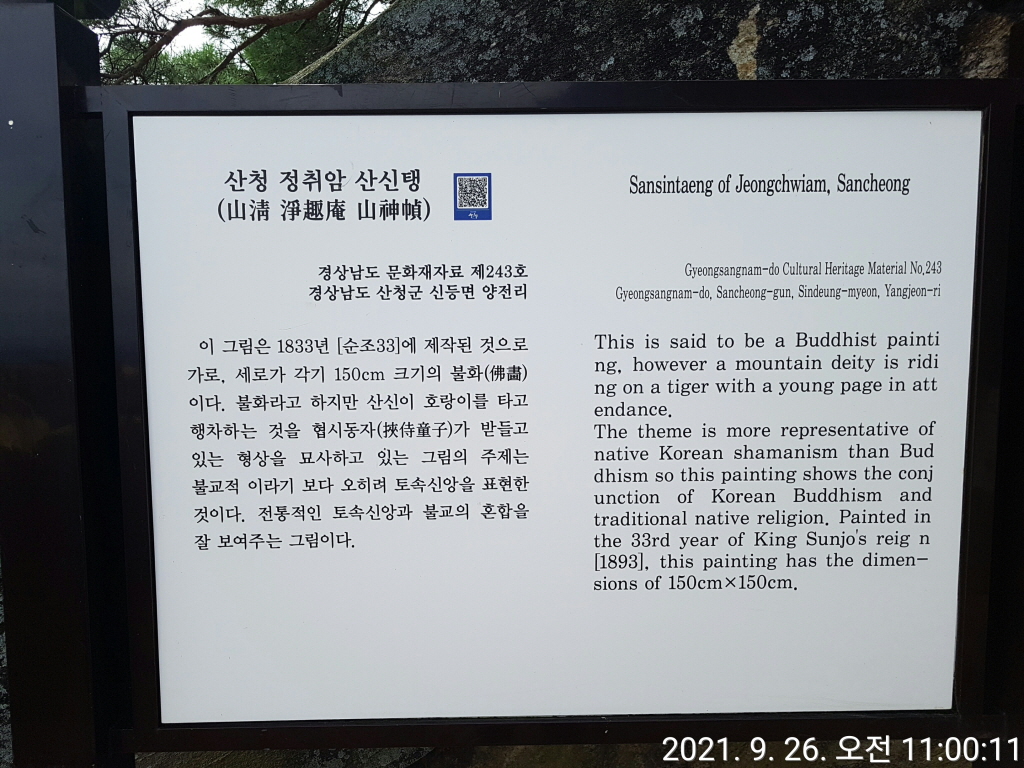 산청 정취암 산신탱
(山淸 淨趣庵 山神幀)
경상남도 문화재자료 제243호
경상남도 산청군 신등면 양전리
이 그림은 1833년 [순조33]에 제작된 것으로
가로, 세로가 각기 150cm 크기의 불화(佛畵)
이다. 불화라고 하지만 산신이 호랑이를 타고
행차하는 것을 협시동자(挾侍童子)가 받들고
있는 형상을 묘사하고 있는 그림의 주제는
불교적 이라기 보다 오히려 토속신앙을 표현한
것이다. 전통적인 토속신앙과 불교의 혼합을
잘 보여주는 그림이다.
Sansintaeng of Jeongchwiam, Sancheong
Gyeongsangnam-do Cultural Heritage Material No.243
Gyeongsangnam-do, Sancheong-gun, Sindeung-myeon, Yangjeon-ri
This is said to be a Buddhist painti
ng, however a mountain deity is ridi
ng on a tiger with a young page in att
endance.
The theme is more representative of
native Korean shamanism than Bud
dhism so this painting shows the conj
unction of Korean Buddhism and
traditional native religion. Painted in
the 33rd year of King Sunjo's reig n
[1893], this painting has the dimen-
sions of 150cm×150cm.
2021. 9. 26. 오전 11:00:11